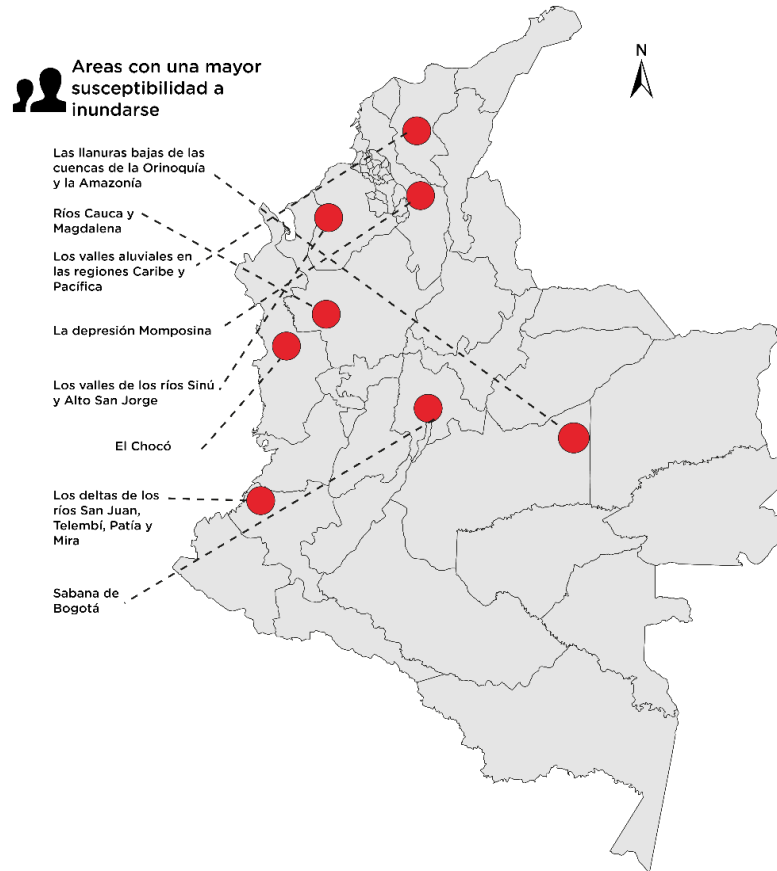 Areas con una mayor
susceptibilidad a
inundarse
N
Las llanuras bajas de las
cuencas de la Orinoquía
y la Amazonía
Ríos Cauca y
Magdalena
Los valles aluviales en
las regiones Caribe y
Pacífica
La depresión Momposina
Los valles de los ríos Sinú
y Alto San Jorge
El Chocó
Los deltas de los
ríos San Juan,
Telembí, Patía y
Mira
Sabana de
Bogotá